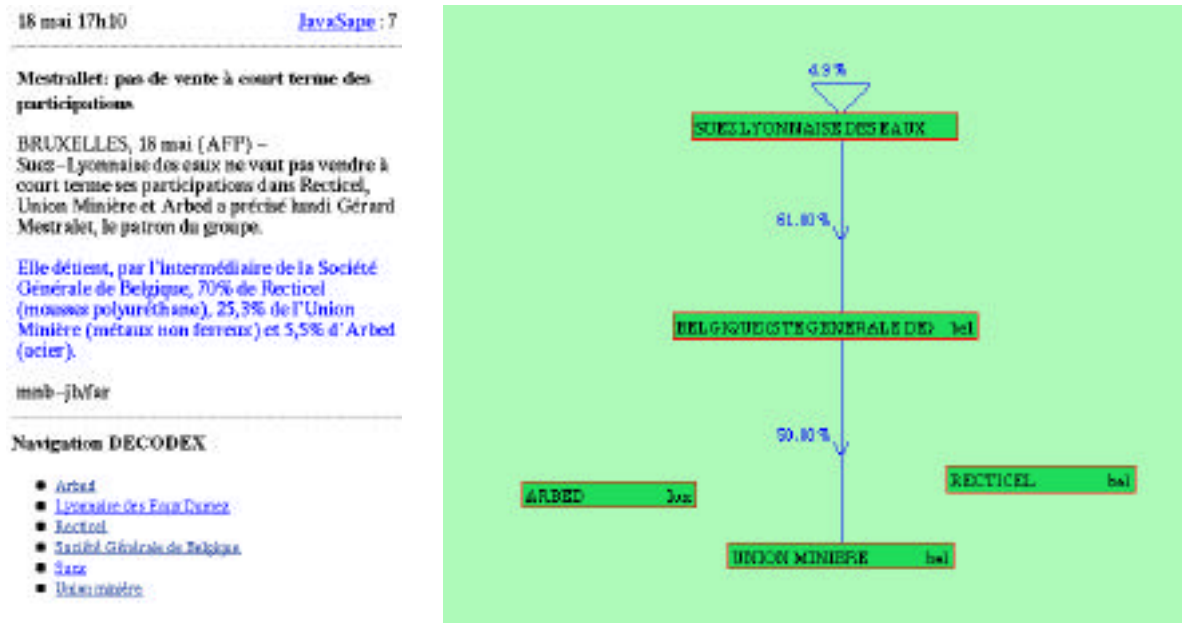 18 mai 17h10 JavaSape : 7
Mestrallet: pas de vente à court terme des
participations
BRUXELLES, 18 mai (AFP) –
Suez–Lyonnaise des eaux ne veut pas vendre à
court terme ses participations dans Recticel,
Union Minière et Arbed a précisé lundi Gérard
Mestralet, le patron du groupe.
Elle détient, par l'intermédiaire de la Société
Générale de Belgique, 70% de Recticel
(mousses polyuréthane), 25,3% de l'Union
Minière (métaux non ferreux) et 5,5% d'Arbed
(acier).
mnb–jb/far
Navigation DECODEX
Arbed
Lyonnaise des Eaux Dumez
Recticel
Société Générale de Belgique
Suez
Union minière
4.9 %
SUEZ LYONNAISE DES EAUX
61.00 %
BELGIQUE (STE GENERALE DE) bel
50.00 %
ARBED lux
RECTICEL bel
UNION MINIERE bel